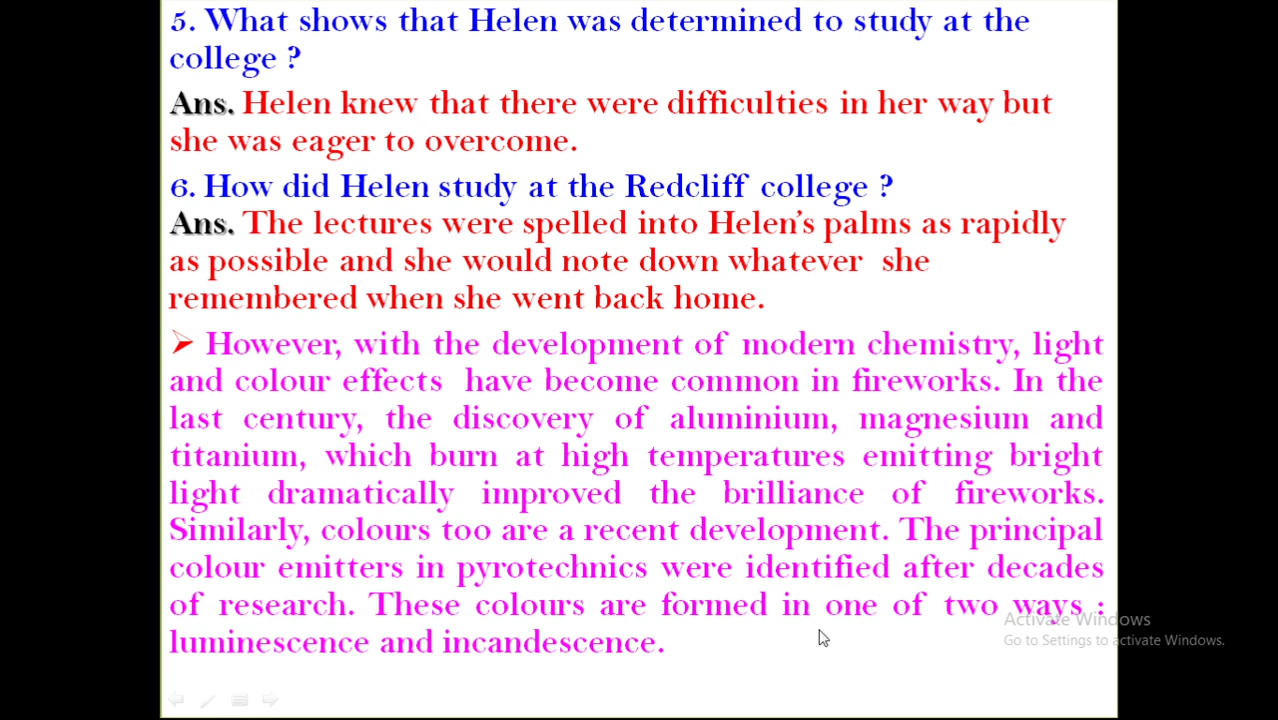 5. What shows that Helen was determined to study at the
college ?
Ans. Helen knew that there were difficulties in her way but
she was eager to overcome.
6. How did Helen study at the Redcliff college ?
Ans. The lectures were spelled into Helen's palms as rapidly
as possible and she would note down whatever she
remembered when she went back home.
➢ However, with the development of modern chemistry, light
and colour effects have become common in fireworks. In the
last century, the discovery of aluminium, magnesium and
titanium, which burn at high temperatures emitting bright
light dramatically improved the brilliance of fireworks.
Similarly, colours too are a recent development. The principal
colour emitters in pyrotechnics were identified after decades
of research. These colours are formed in one of two ways :
luminescence and incandescence.
Activate Windows
Go to Settings to activate Windows.